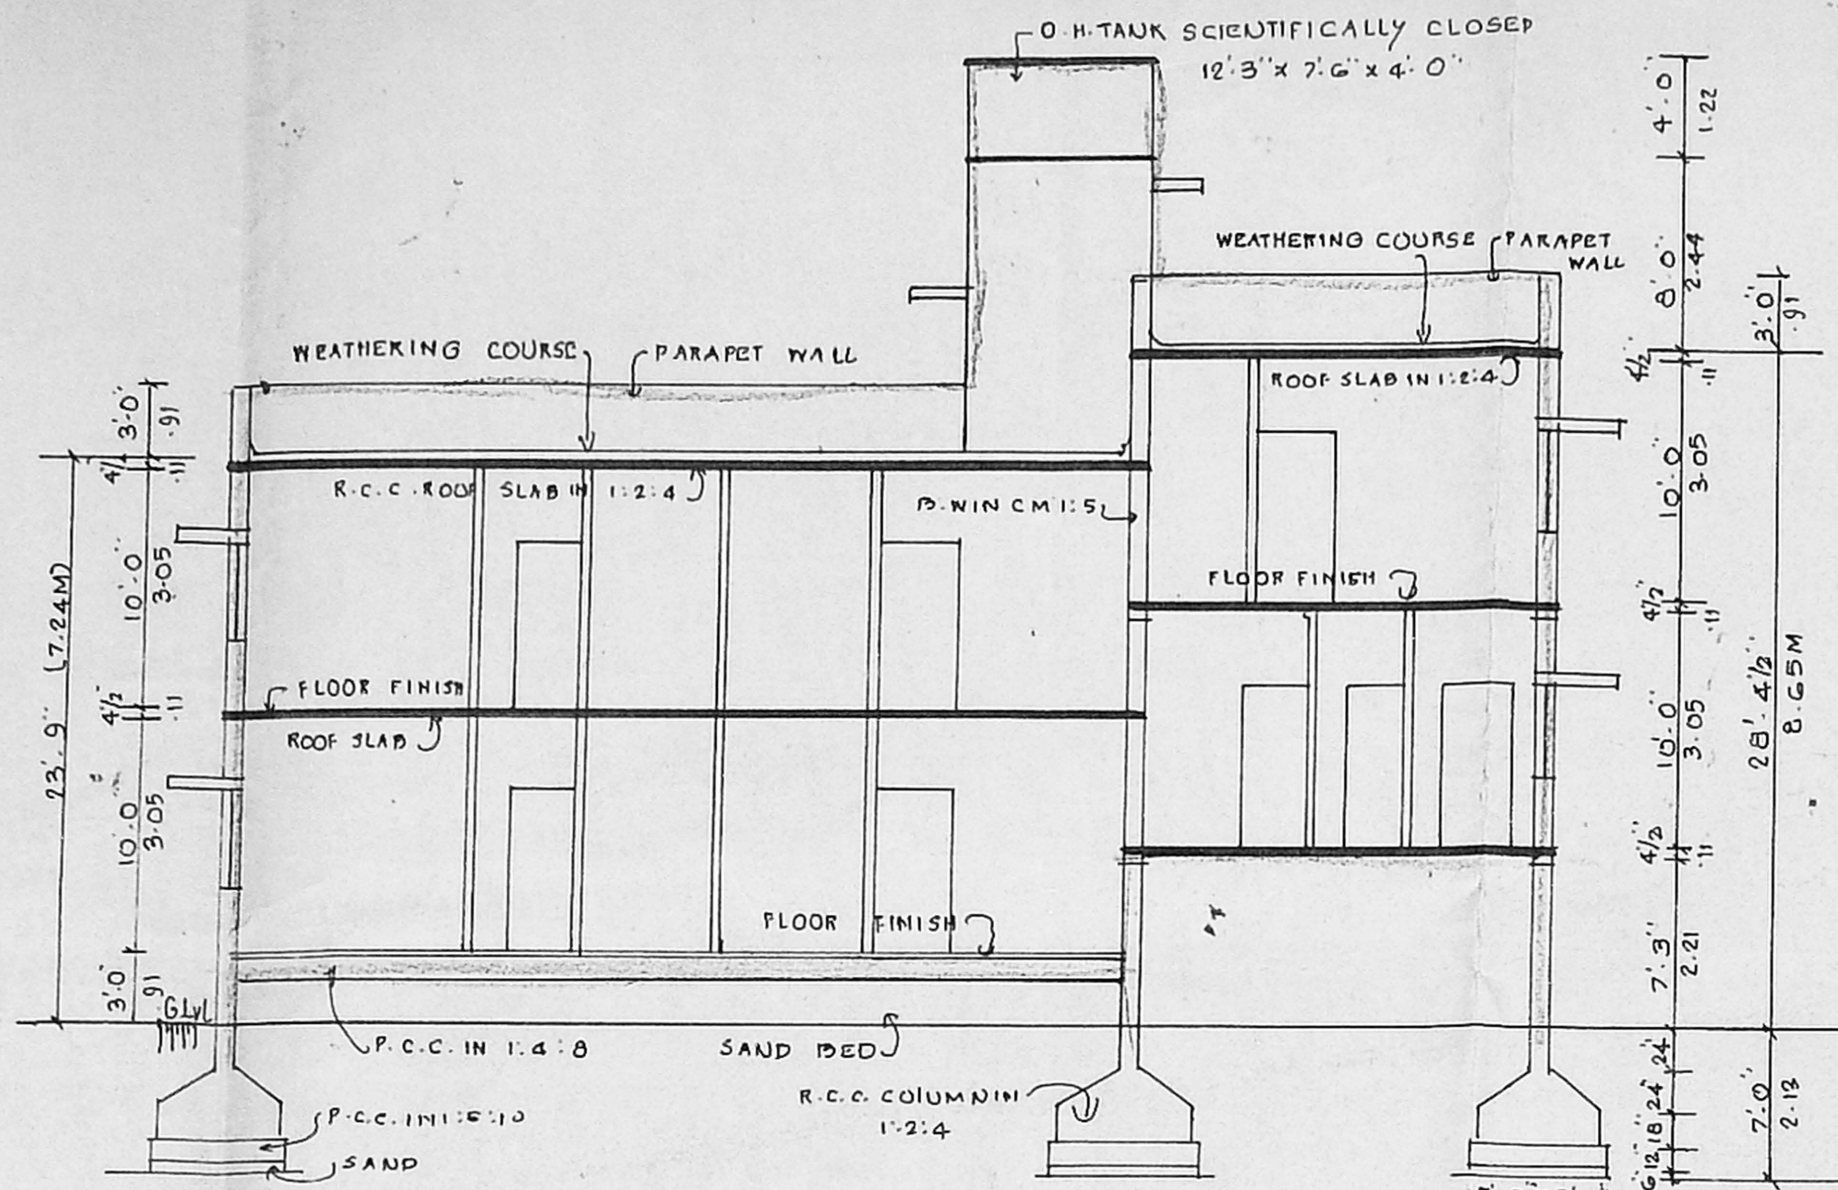 O.H.TANK SCIENTIFICALLY CLOSED
12'.3" x 7'.6" x 4'.0"
4'.0"
1.22
8'.0"
2.44
WEATHERING COURSE
PARAPET
WALL
3'.0"
.91
WEATHERING COURSE
PARAPET WALL
3'-0"
.91
4½"
.11
ROOF SLAB IN 1:2:4
4½"
.11
R.C.C. ROOF SLAB IN 1:2:4
B.W IN CM 1:5
10'.0"
3.05
10'.0"
3.05
FLOOR FINISH
4½"
.11
23'.9" (7.24M)
28'.4½"
8.65M
FLOOR FINISH
4½"
.11
ROOF SLAB
10'.0"
3.05
10'.0
3.05
4½"
.11
FLOOR FINISH
7'.3"
2.21
3'.0"
.91
G.LVL
P.C.C. IN 1:4:8
SAND BED
24"
R.C.C. COLUMN IN
1:2:4
24"
7'.0"
2.13
P.C.C. IN 1:5:10
18"
SAND
12"
6"